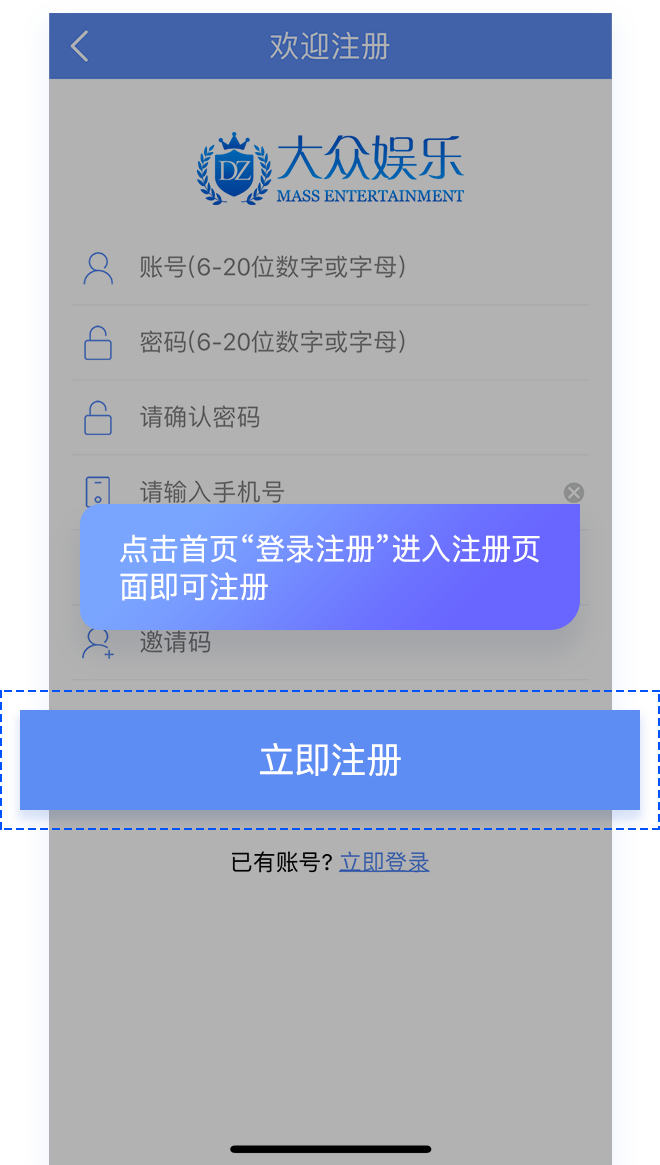 欢迎注册
DZ
大众娱乐
MASS ENTERTAINMENT
账号(6-20位数字或字母)
密码(6-20位数字或字母)
请确认密码
请输入手机号
点击首页“登录注册”进入注册页
面即可注册
邀请码
立即注册
已有账号? 立即登录